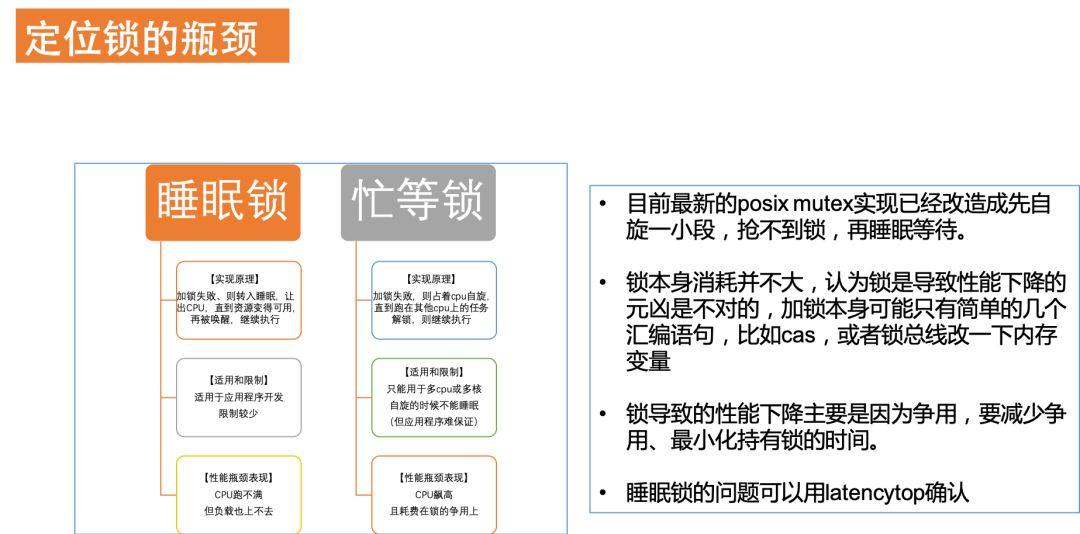 定位锁的瓶颈
睡眠锁
【实现原理】
加锁失败、则转入睡眠，让
出CPU，直到资源变得可用，
再被唤醒，继续执行
【适用和限制】
适用于应用程序开发
限制较少
【性能瓶颈表现】
CPU跑不满
但负载也上不去
忙等锁
【实现原理】
加锁失败，则占着cpu自旋，
直到跑在其他cpu上的任务
解锁，则继续执行
【适用和限制】
只能用于多cpu或多核
自旋的时候不能睡眠
（但应用程序难保证）
【性能瓶颈表现】
CPU飙高
且耗费在锁的争用上
• 目前最新的posix mutex实现已经改造成先自
旋一小段，抢不到锁，再睡眠等待。
• 锁本身消耗并不大，认为锁是导致性能下降的
元凶是不对的，加锁本身可能只有简单的几个
汇编语句，比如cas，或者锁总线改一下内存
变量
• 锁导致的性能下降主要是因为争用，要减少争
用、最小化持有锁的时间。
• 睡眠锁的问题可以用latencytop确认